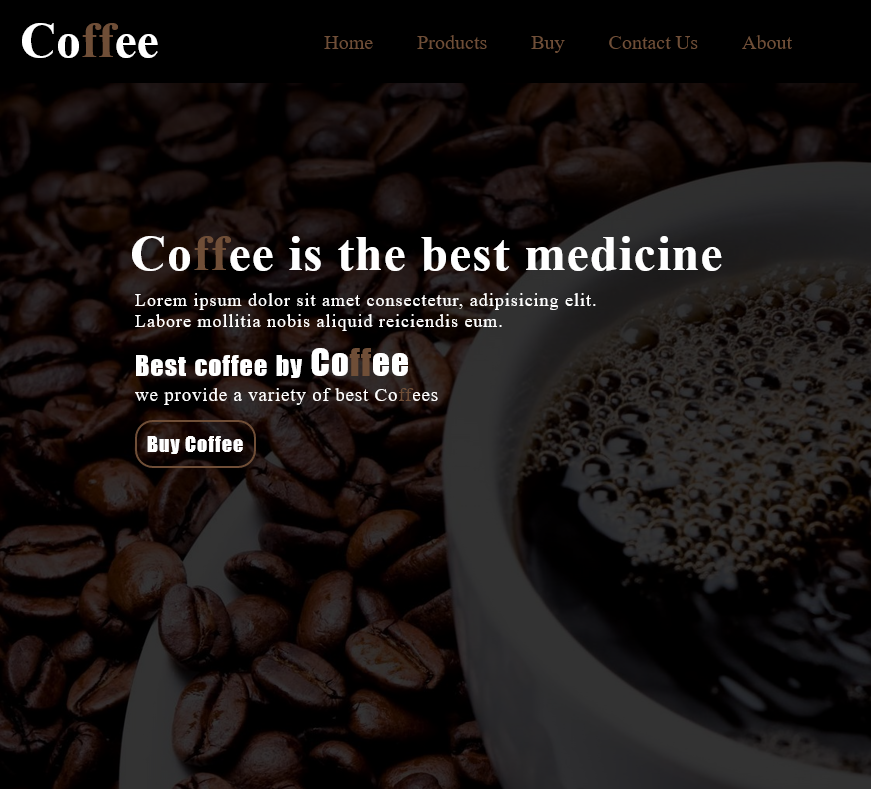 Coffee
Home Products Buy Contact Us About
Coffee is the best medicine
Lorem ipsum dolor sit amet consectetur, adipisicing elit.
Labore mollitia nobis aliquid reiciendis eum.
Best coffee by Coffee
we provide a variety of best Coffees
Buy Coffee